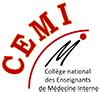 CEMI
Collège national
des Enseignants
de Médecine Interne